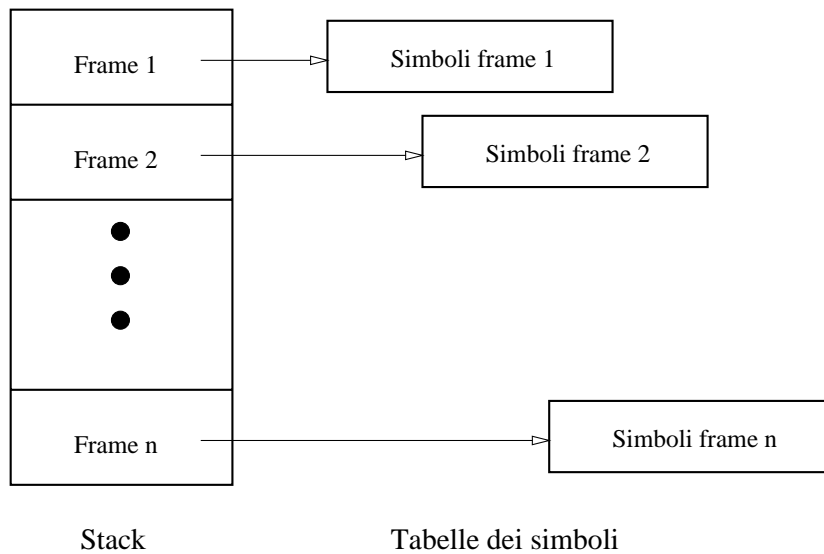 Frame 1
Simboli frame 1
Frame 2
Simboli frame 2
Frame n
Simboli frame n
Stack
Tabelle dei simboli